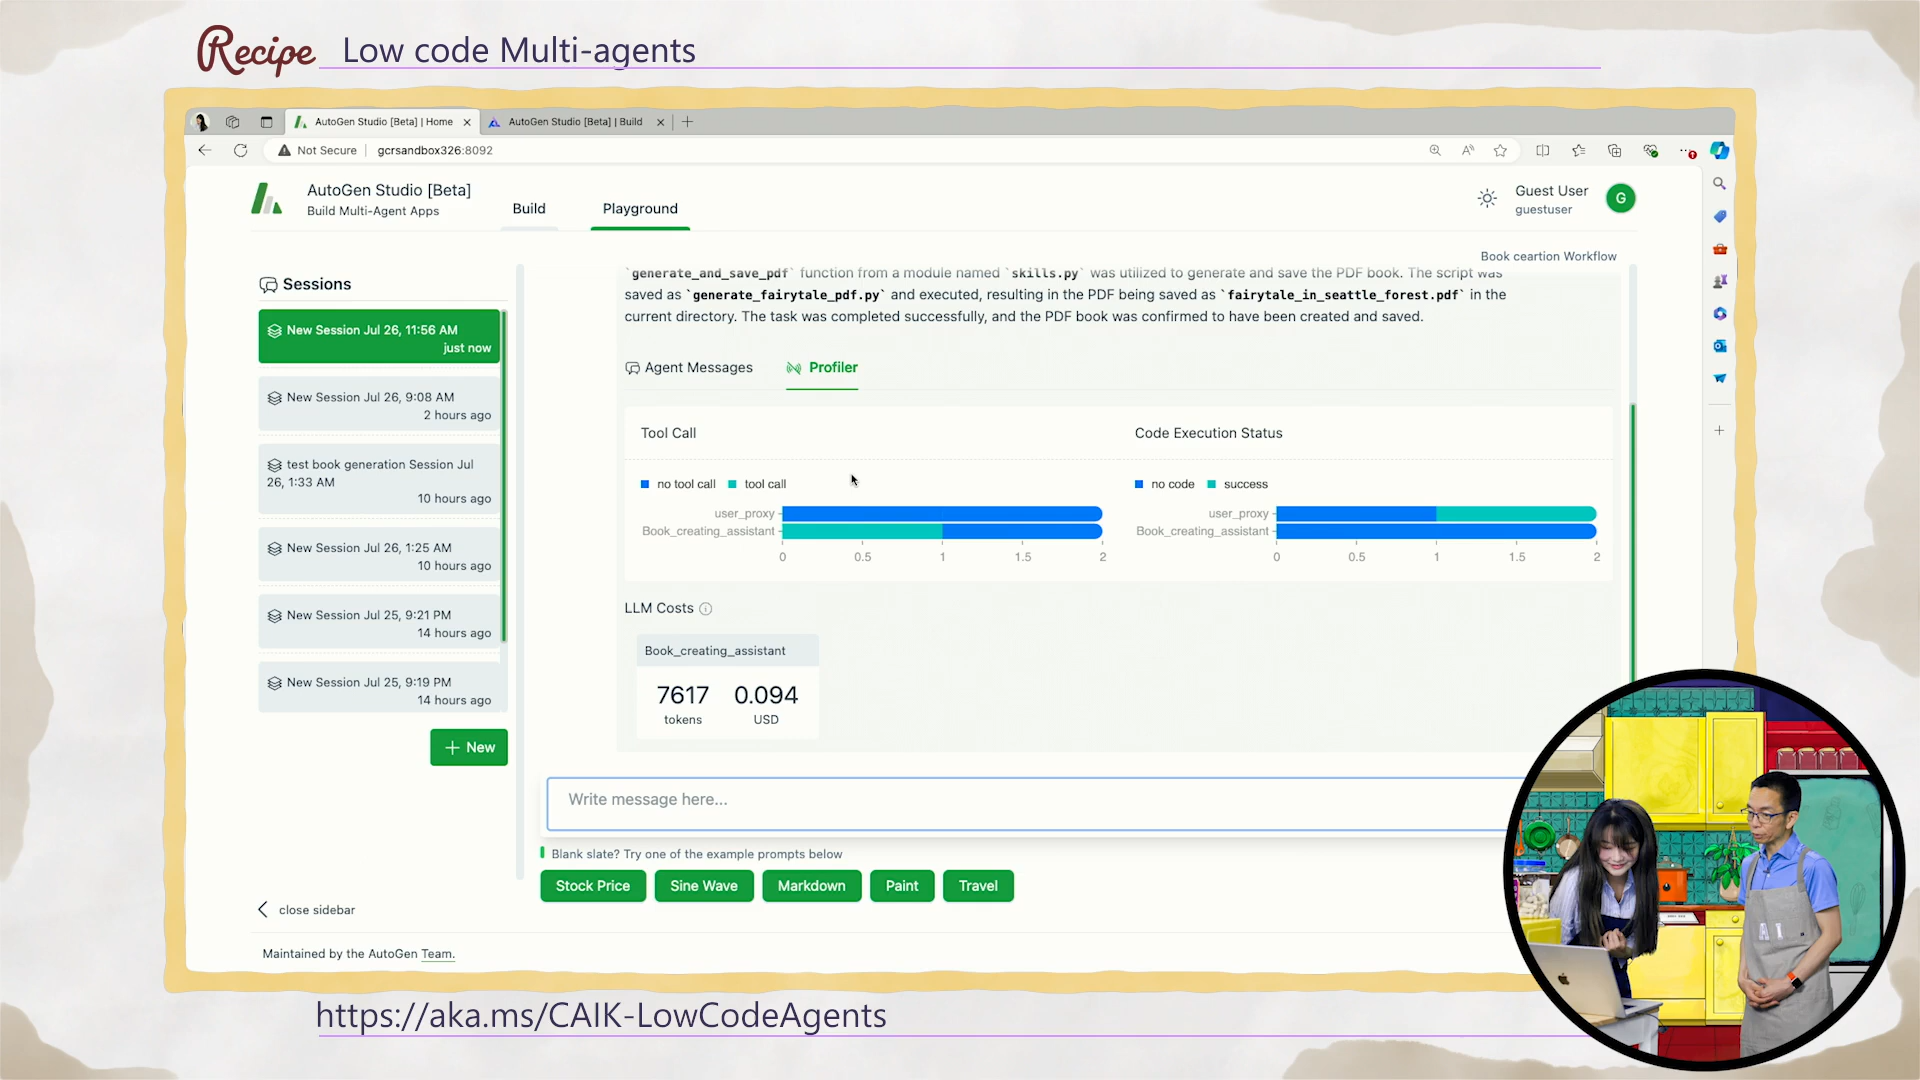 Recipe Low code Multi-agents
AutoGen Studio [Beta] | Home
AutoGen Studio [Beta] | Build
Not Secure
gcrsandbox326:8092
AutoGen Studio [Beta]
Build Multi-Agent Apps
Build
Playground
Guest User
guestuser
G
Book ceartion Workflow
Sessions
New Session Jul 26, 11:56 AM
just now
New Session Jul 26, 9:08 AM
2 hours ago
test book generation Session Jul
26, 1:33 AM
10 hours ago
New Session Jul 26, 1:25 AM
10 hours ago
New Session Jul 25, 9:21 PM
14 hours ago
New Session Jul 25, 9:19 PM
14 hours ago
New
`generate_and_save_pdf` function from a module named `skills.py` was utilized to generate and save the PDF book. The script was
saved as `generate_fairytale_pdf.py` and executed, resulting in the PDF being saved as `fairytale_in_seattle_forest.pdf` in the
current directory. The task was completed successfully, and the PDF book was confirmed to have been created and saved.
Agent Messages
Profiler
Tool Call
no tool call
tool call
user_proxy
Book_creating_assistant
0 0.5 1 1.5 2
Code Execution Status
no code
success
user_proxy
Book_creating_assistant
0 0.5 1 1.5 2
LLM Costs
Book_creating_assistant
7617 0.094
tokens USD
Write message here...
Blank slate? Try one of the example prompts below
Stock Price
Sine Wave
Markdown
Paint
Travel
close sidebar
Maintained by the AutoGen Team.
AI
https://aka.ms/CAIK-LowCodeAgents